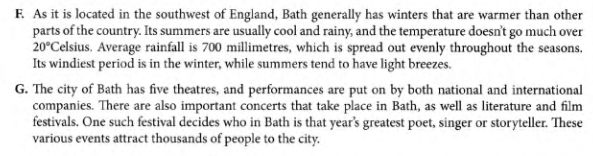 F. As it is located in the southwest of England, Bath generally has winters that are warmer than other
parts of the country. Its summers are usually cool and rainy, and the temperature doesn't go much over
20°Celsius. Average rainfall is 700 millimetres, which is spread out evenly throughout the seasons.
Its windiest period is in the winter, while summers tend to have light breezes.
G. The city of Bath has five theatres, and performances are put on by both national and international
companies. There are also important concerts that take place in Bath, as well as literature and film
festivals. One such festival decides who in Bath is that year's greatest poet, singer or storyteller. These
various events attract thousands of people to the city.